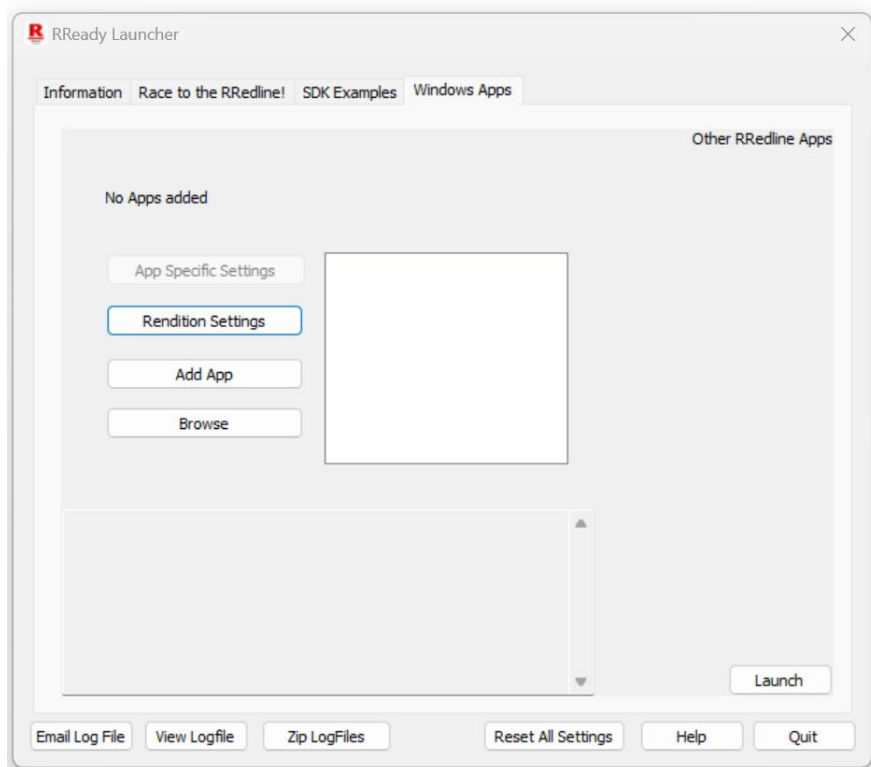 R RReady Launcher
Information Race to the RRedline! SDK Examples Windows Apps
Other RRedline Apps
No Apps added
App Specific Settings
Rendition Settings
Add App
Browse
Launch
Email Log File View Logfile Zip LogFiles Reset All Settings Help Quit